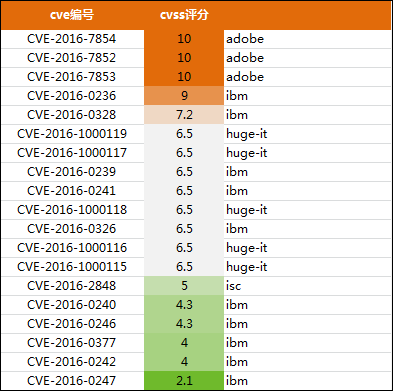 cve编号 cvss评分
CVE-2016-7854 10 adobe
CVE-2016-7852 10 adobe
CVE-2016-7853 10 adobe
CVE-2016-0236 9 ibm
CVE-2016-0328 7.2 ibm
CVE-2016-1000119 6.5 huge-it
CVE-2016-1000117 6.5 huge-it
CVE-2016-0239 6.5 ibm
CVE-2016-0241 6.5 ibm
CVE-2016-1000118 6.5 huge-it
CVE-2016-0326 6.5 ibm
CVE-2016-1000116 6.5 huge-it
CVE-2016-1000115 6.5 huge-it
CVE-2016-2848 5 isc
CVE-2016-0240 4.3 ibm
CVE-2016-0246 4.3 ibm
CVE-2016-0377 4 ibm
CVE-2016-0242 4 ibm
CVE-2016-0247 2.1 ibm